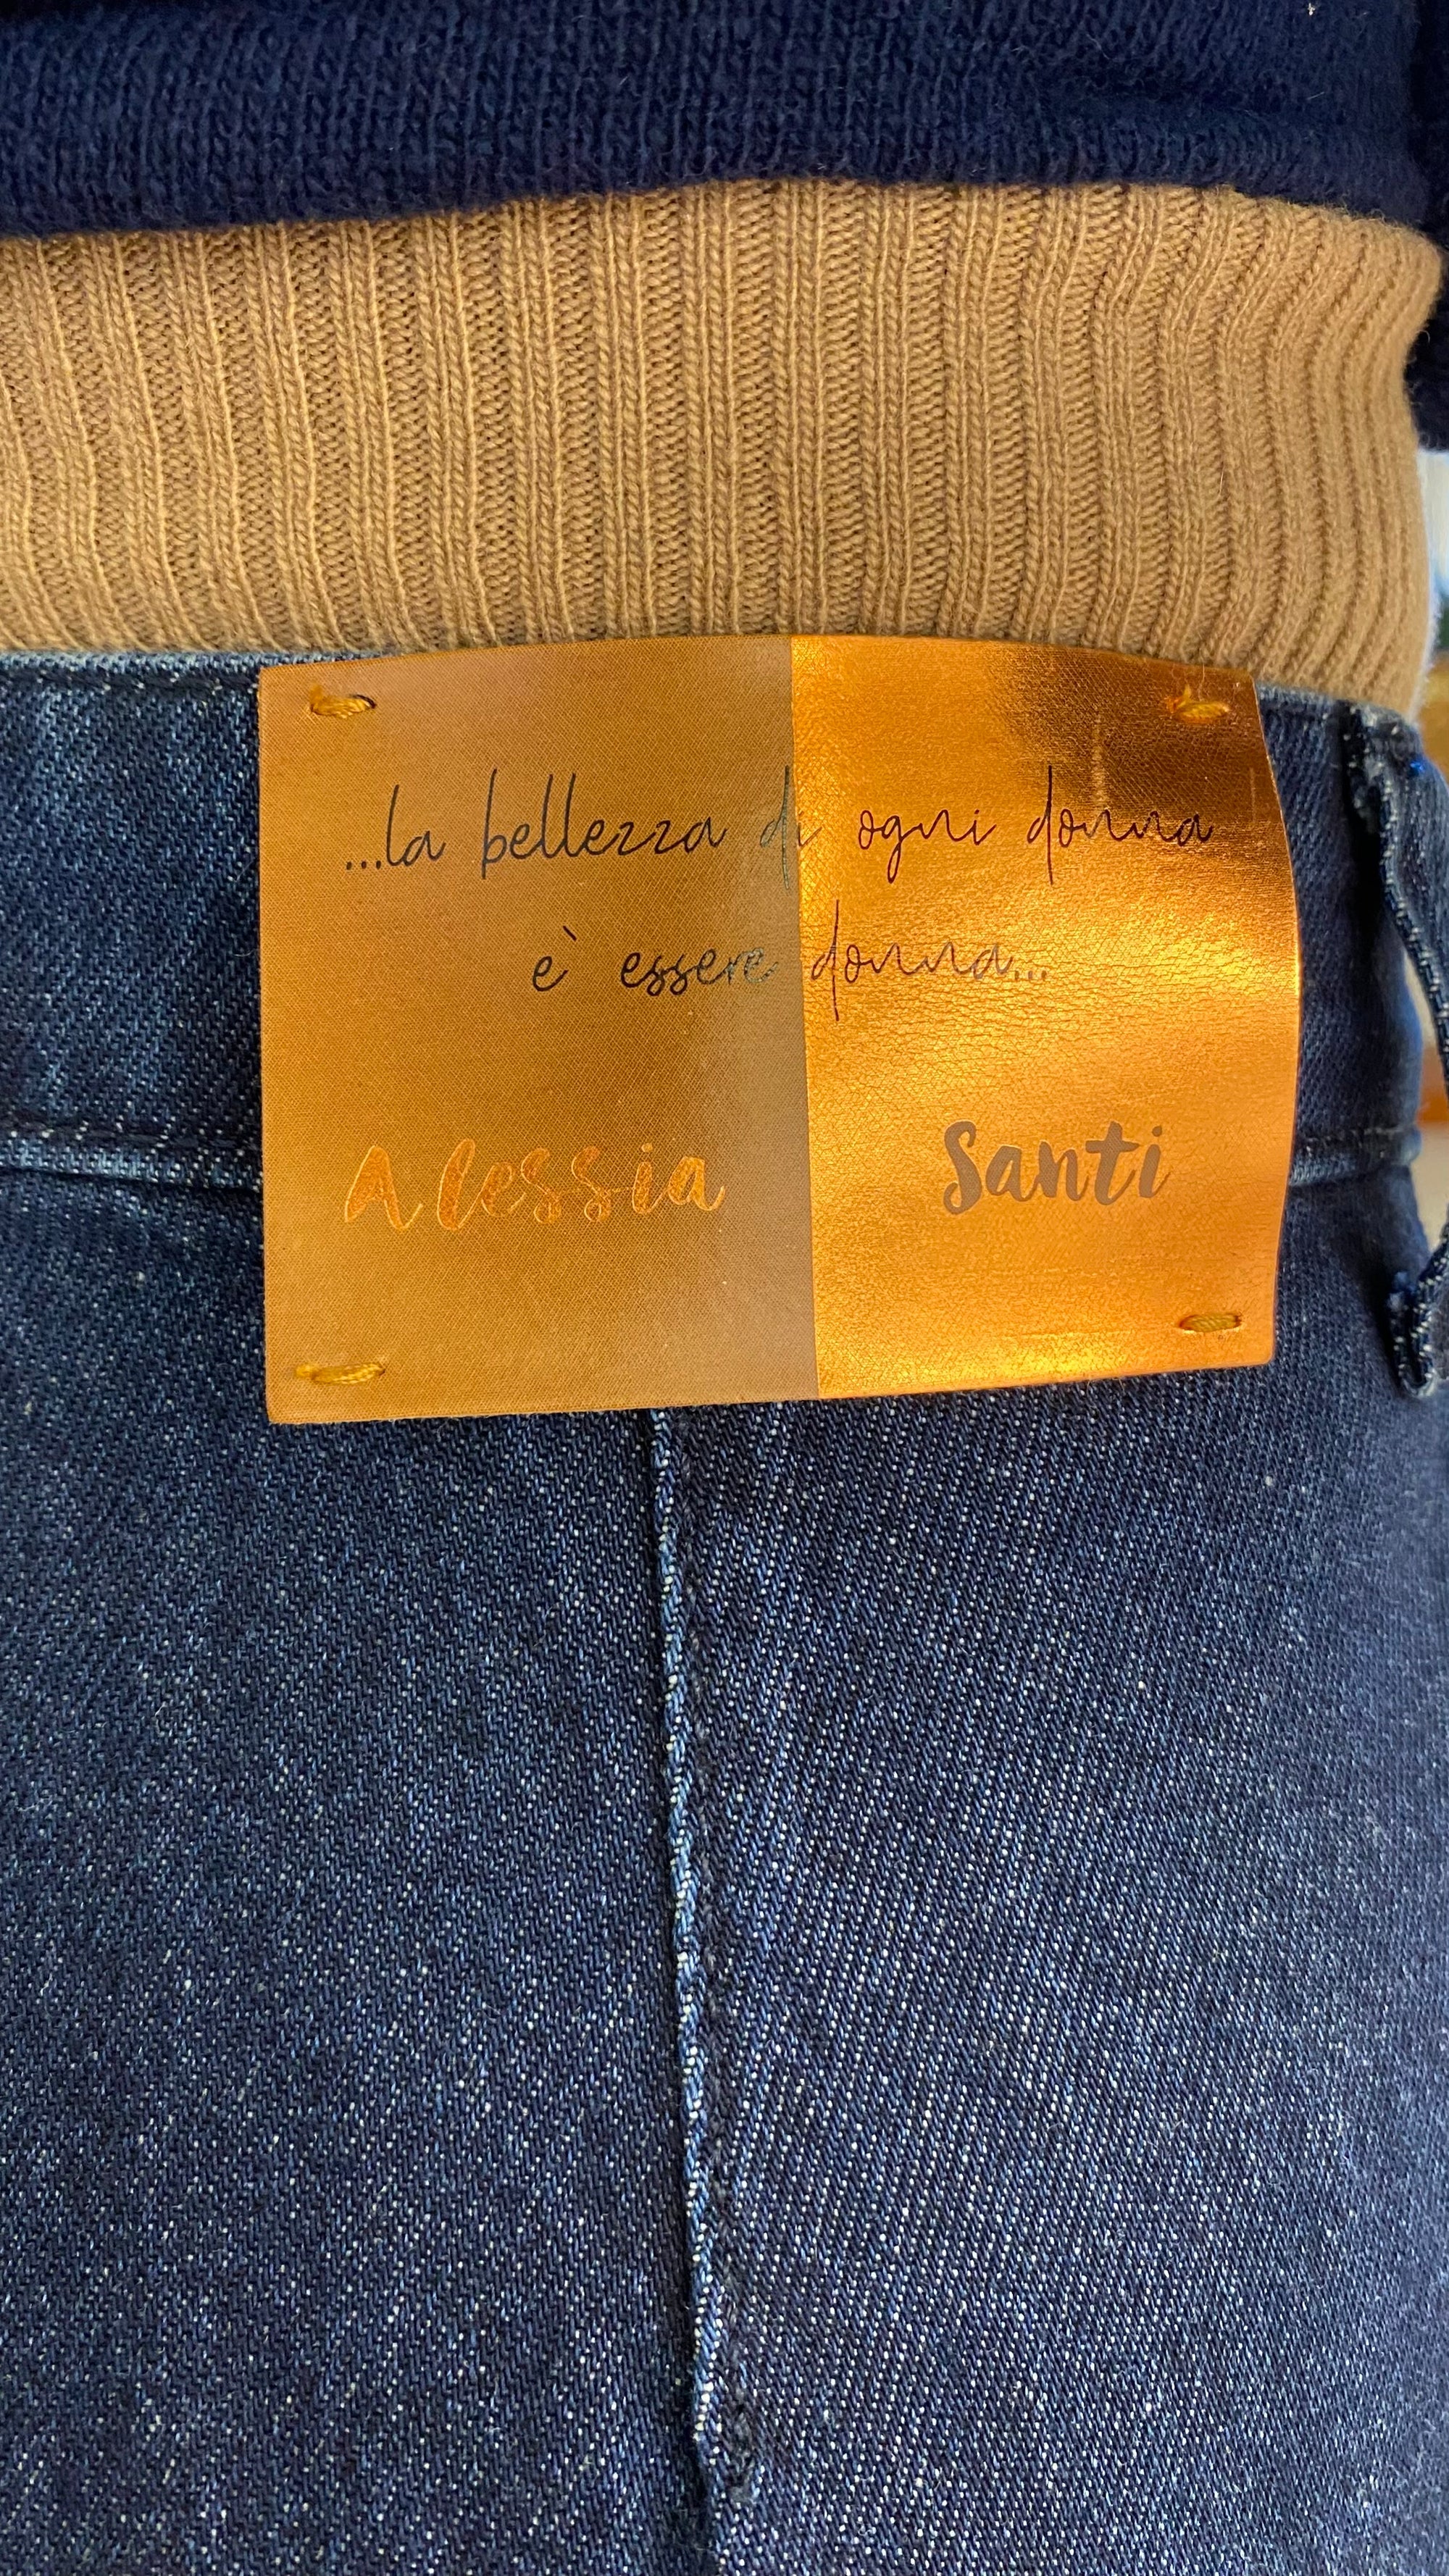 ...la bellezza di ogni donna
è essere donna...
Alessia Santi